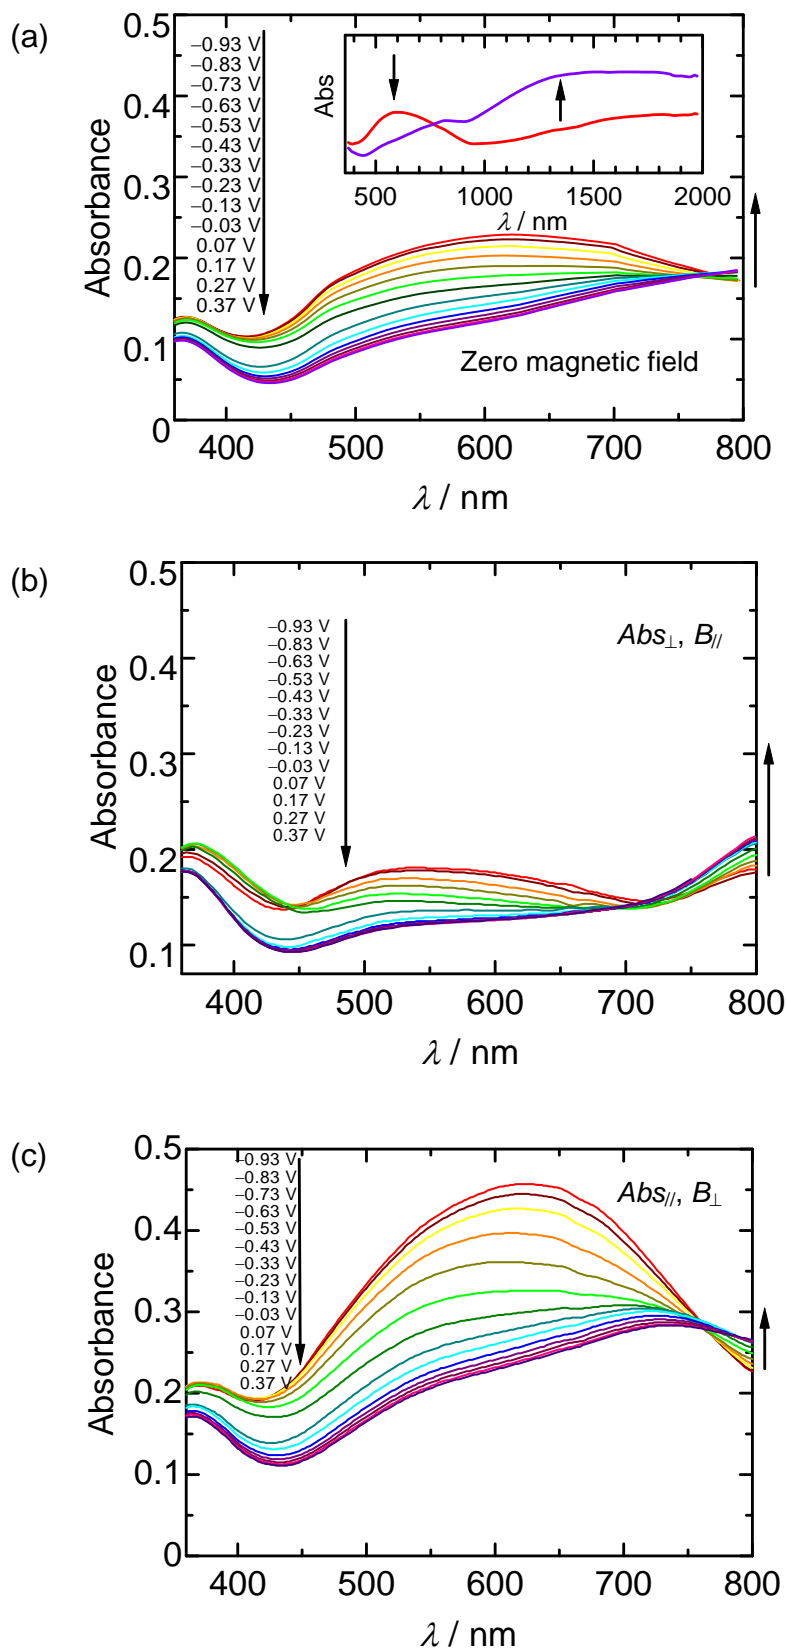 (a)
0.5
0.4
0.3
0.2
0.1
0
Absorbance
−0.93 V
−0.83 V
−0.73 V
−0.63 V
−0.53 V
−0.43 V
−0.33 V
−0.23 V
−0.13 V
−0.03 V
0.07 V
0.17 V
0.27 V
0.37 V
Abs
500 1000 1500 2000
λ / nm
Zero magnetic field
400 500 600 700 800
λ / nm
(b)
0.5
0.4
0.3
0.2
0.1
Absorbance
−0.93 V
−0.83 V
−0.63 V
−0.53 V
−0.43 V
−0.33 V
−0.23 V
−0.13 V
−0.03 V
0.07 V
0.17 V
0.27 V
0.37 V
Abs⊥, B//
400 500 600 700 800
λ / nm
(c)
0.5
0.4
0.3
0.2
0.1
0
Absorbance
−0.93 V
−0.83 V
−0.73 V
−0.63 V
−0.53 V
−0.43 V
−0.33 V
−0.23 V
−0.13 V
−0.03 V
0.07 V
0.17 V
0.27 V
0.37 V
Abs//, B⊥
400 500 600 700 800
λ / nm